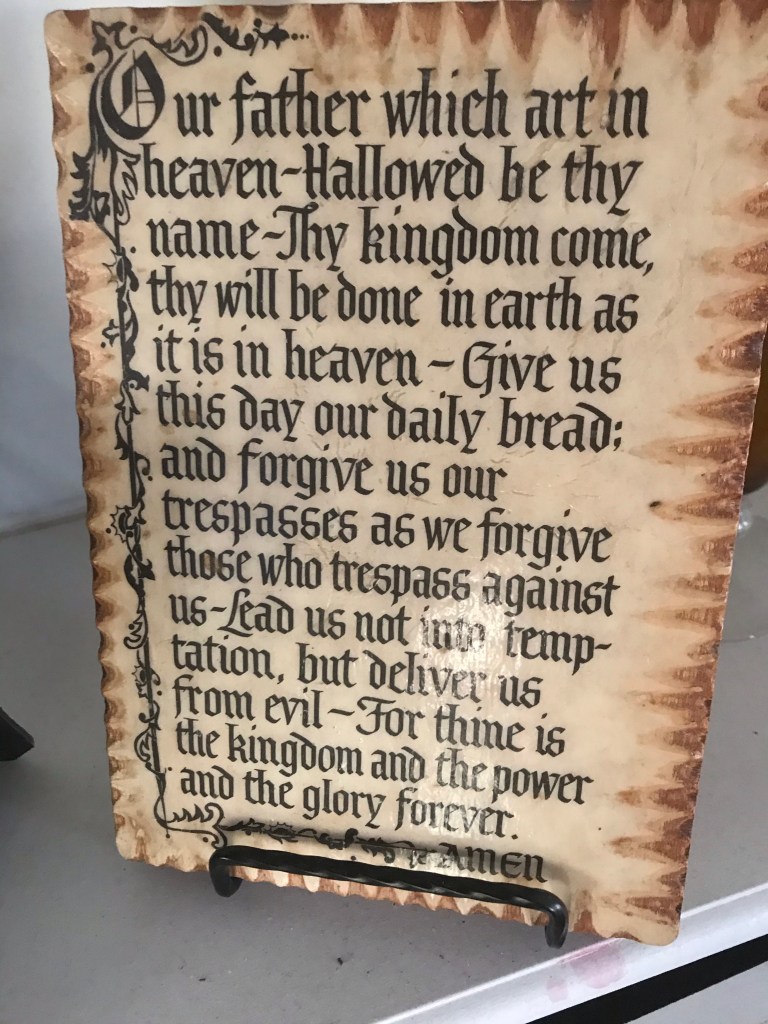 Our father which art in
heaven-Hallowed be thy
name-Thy kingdom come,
thy will be done in earth as
it is in heaven - Give us
this day our daily bread:
and forgive us our
trespasses as we forgive
those who trespass against
us-Lead us not into temp-
tation, but deliver us
from evil-For thine is
the kingdom and the power
and the glory forever.
AMEN